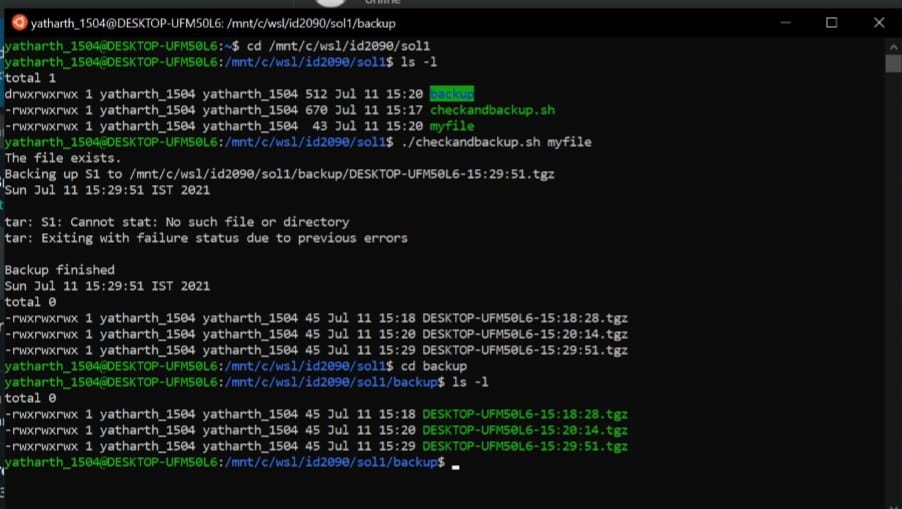 Online
yatharth_1504@DESKTOP-UFM50L6: /mnt/c/wsl/id2090/sol1/backup
yatharth_1504@DESKTOP-UFM50L6:~$ cd /mnt/c/wsl/id2090/sol1
yatharth_1504@DESKTOP-UFM50L6:/mnt/c/wsl/id2090/sol1$ ls -l
total 1
drwxrwxrwx 1 yatharth_1504 yatharth_1504 512 Jul 11 15:20 backup
-rwxrwxrwx 1 yatharth_1504 yatharth_1504 670 Jul 11 15:17 checkandbackup.sh
-rwxrwxrwx 1 yatharth_1504 yatharth_1504  43 Jul 11 15:20 myfile
yatharth_1504@DESKTOP-UFM50L6:/mnt/c/wsl/id2090/sol1$ ./checkandbackup.sh myfile
The file exists.
Backing up S1 to /mnt/c/wsl/id2090/sol1/backup/DESKTOP-UFM50L6-15:29:51.tgz
Sun Jul 11 15:29:51 IST 2021
tar: S1: Cannot stat: No such file or directory
tar: Exiting with failure status due to previous errors
Backup finished
Sun Jul 11 15:29:51 IST 2021
total 0
-rwxrwxrwx 1 yatharth_1504 yatharth_1504 45 Jul 11 15:18 DESKTOP-UFM50L6-15:18:28.tgz
-rwxrwxrwx 1 yatharth_1504 yatharth_1504 45 Jul 11 15:20 DESKTOP-UFM50L6-15:20:14.tgz
-rwxrwxrwx 1 yatharth_1504 yatharth_1504 45 Jul 11 15:29 DESKTOP-UFM50L6-15:29:51.tgz
yatharth_1504@DESKTOP-UFM50L6:/mnt/c/wsl/id2090/sol1$ cd backup
yatharth_1504@DESKTOP-UFM50L6:/mnt/c/wsl/id2090/sol1/backup$ ls -l
total 0
-rwxrwxrwx 1 yatharth_1504 yatharth_1504 45 Jul 11 15:18 DESKTOP-UFM50L6-15:18:28.tgz
-rwxrwxrwx 1 yatharth_1504 yatharth_1504 45 Jul 11 15:20 DESKTOP-UFM50L6-15:20:14.tgz
-rwxrwxrwx 1 yatharth_1504 yatharth_1504 45 Jul 11 15:29 DESKTOP-UFM50L6-15:29:51.tgz
yatharth_1504@DESKTOP-UFM50L6:/mnt/c/wsl/id2090/sol1/backup$